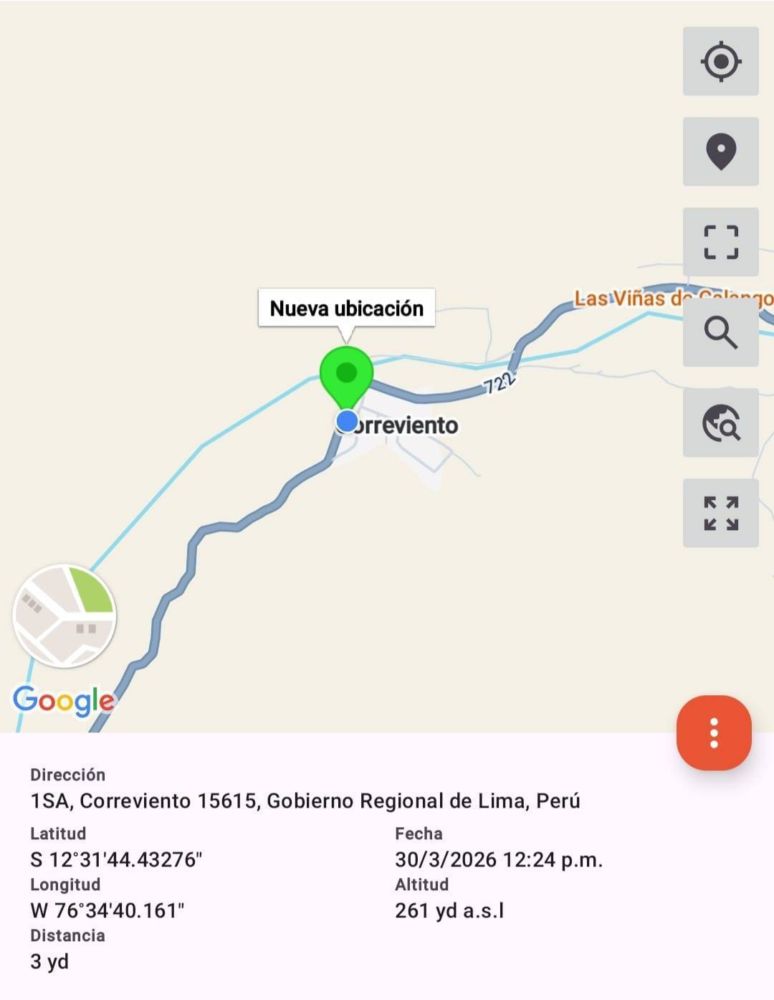 Las Viñas de Calango
Nueva ubicación
722
orreviento
Google
Dirección
1SA, Correviento 15615, Gobierno Regional de Lima, Perú
Latitud
S 12°31'44.43276"
Fecha
30/3/2026 12:24 p.m.
Longitud
W 76°34'40.161"
Altitud
261 yd a.s.l
Distancia
3 yd